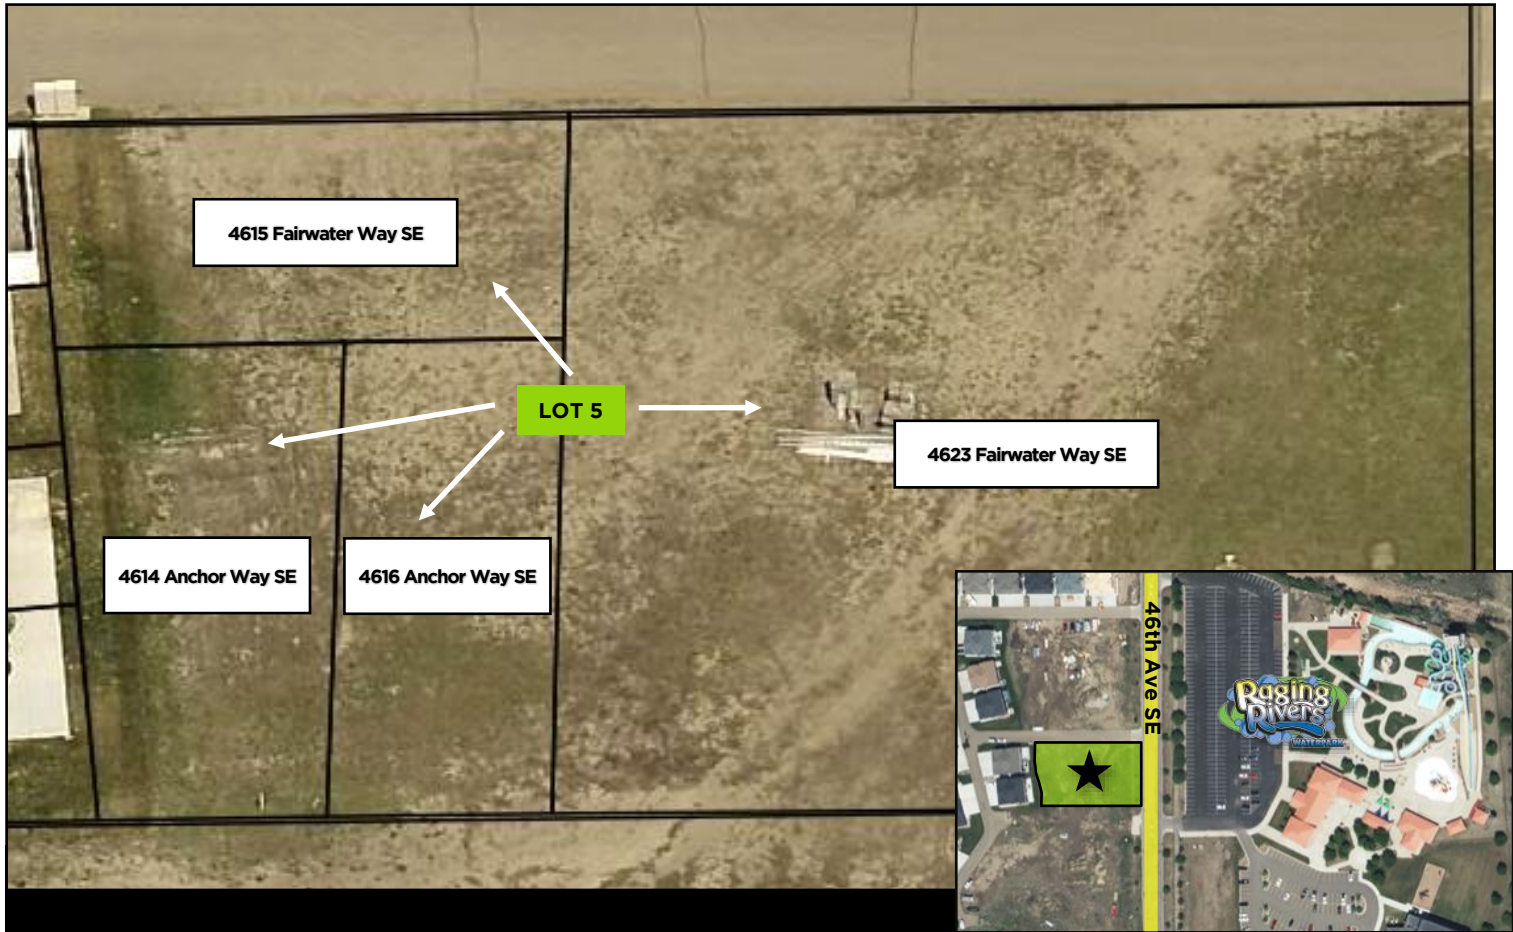 4615 Fairwater Way SE
LOT 5
4623 Fairwater Way SE
4614 Anchor Way SE
4616 Anchor Way SE
46th Ave SE
Raging
Rivers
WATERPARK